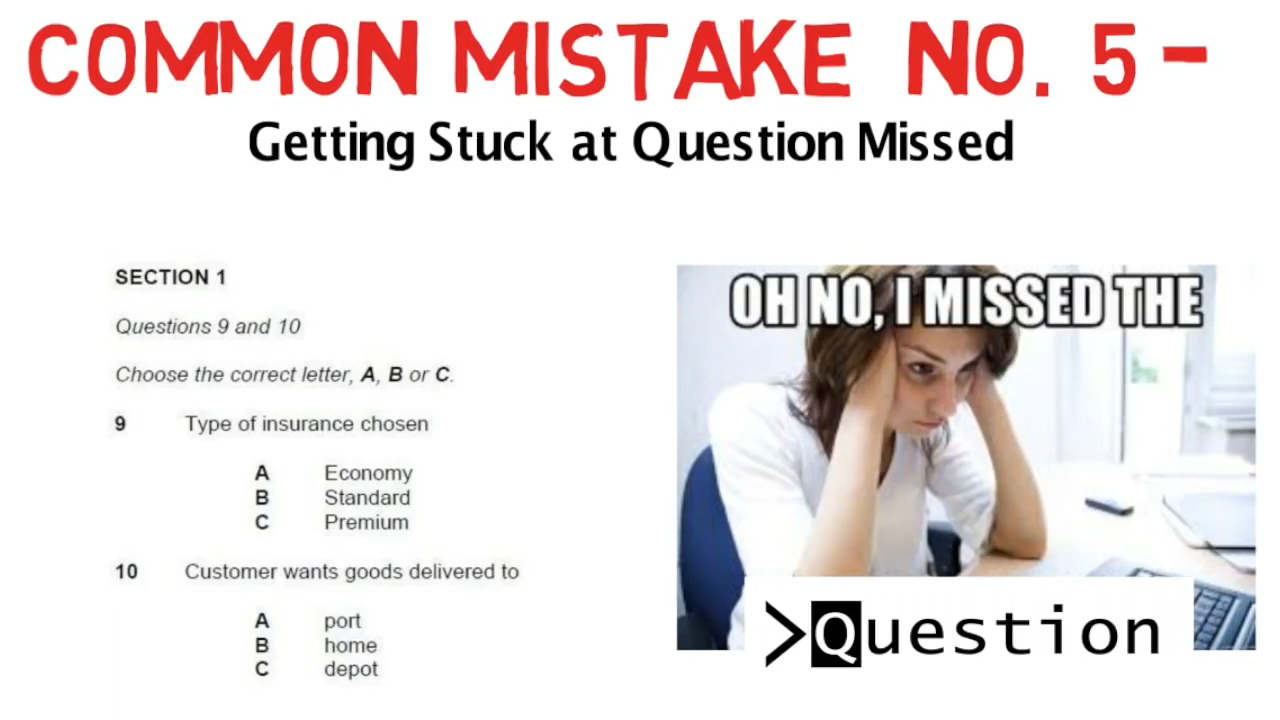 COMMON MISTAKE NO. 5 -
Getting Stuck at Question Missed
SECTION 1
Questions 9 and 10
Choose the correct letter, A, B or C.
9 Type of insurance chosen
A Economy
B Standard
C Premium
10 Customer wants goods delivered to
A port
B home
C depot
OH NO, I MISSED THE
>Question